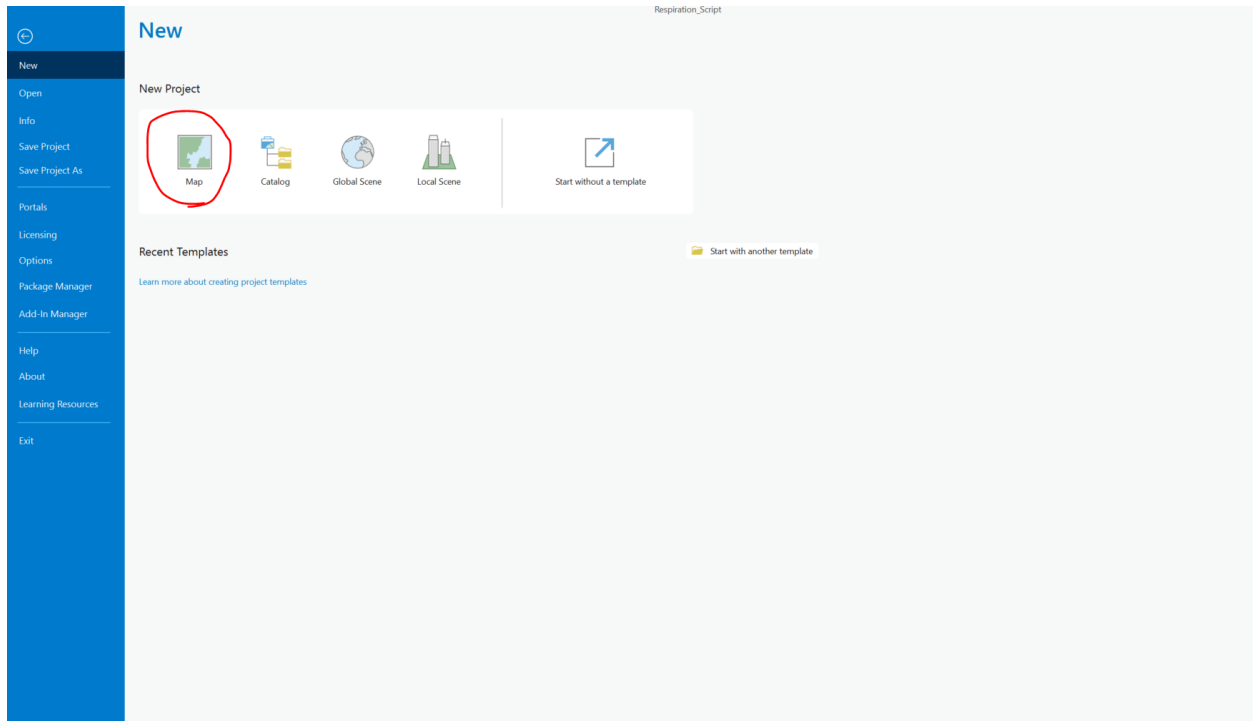 Respiration_Script
New
New
Open
Info
Save Project
Save Project As
Portals
Licensing
Options
Package Manager
Add-In Manager
Help
About
Learning Resources
Exit
New Project
Map
Catalog
Global Scene
Local Scene
Start without a template
Recent Templates
Start with another template
Learn more about creating project templates